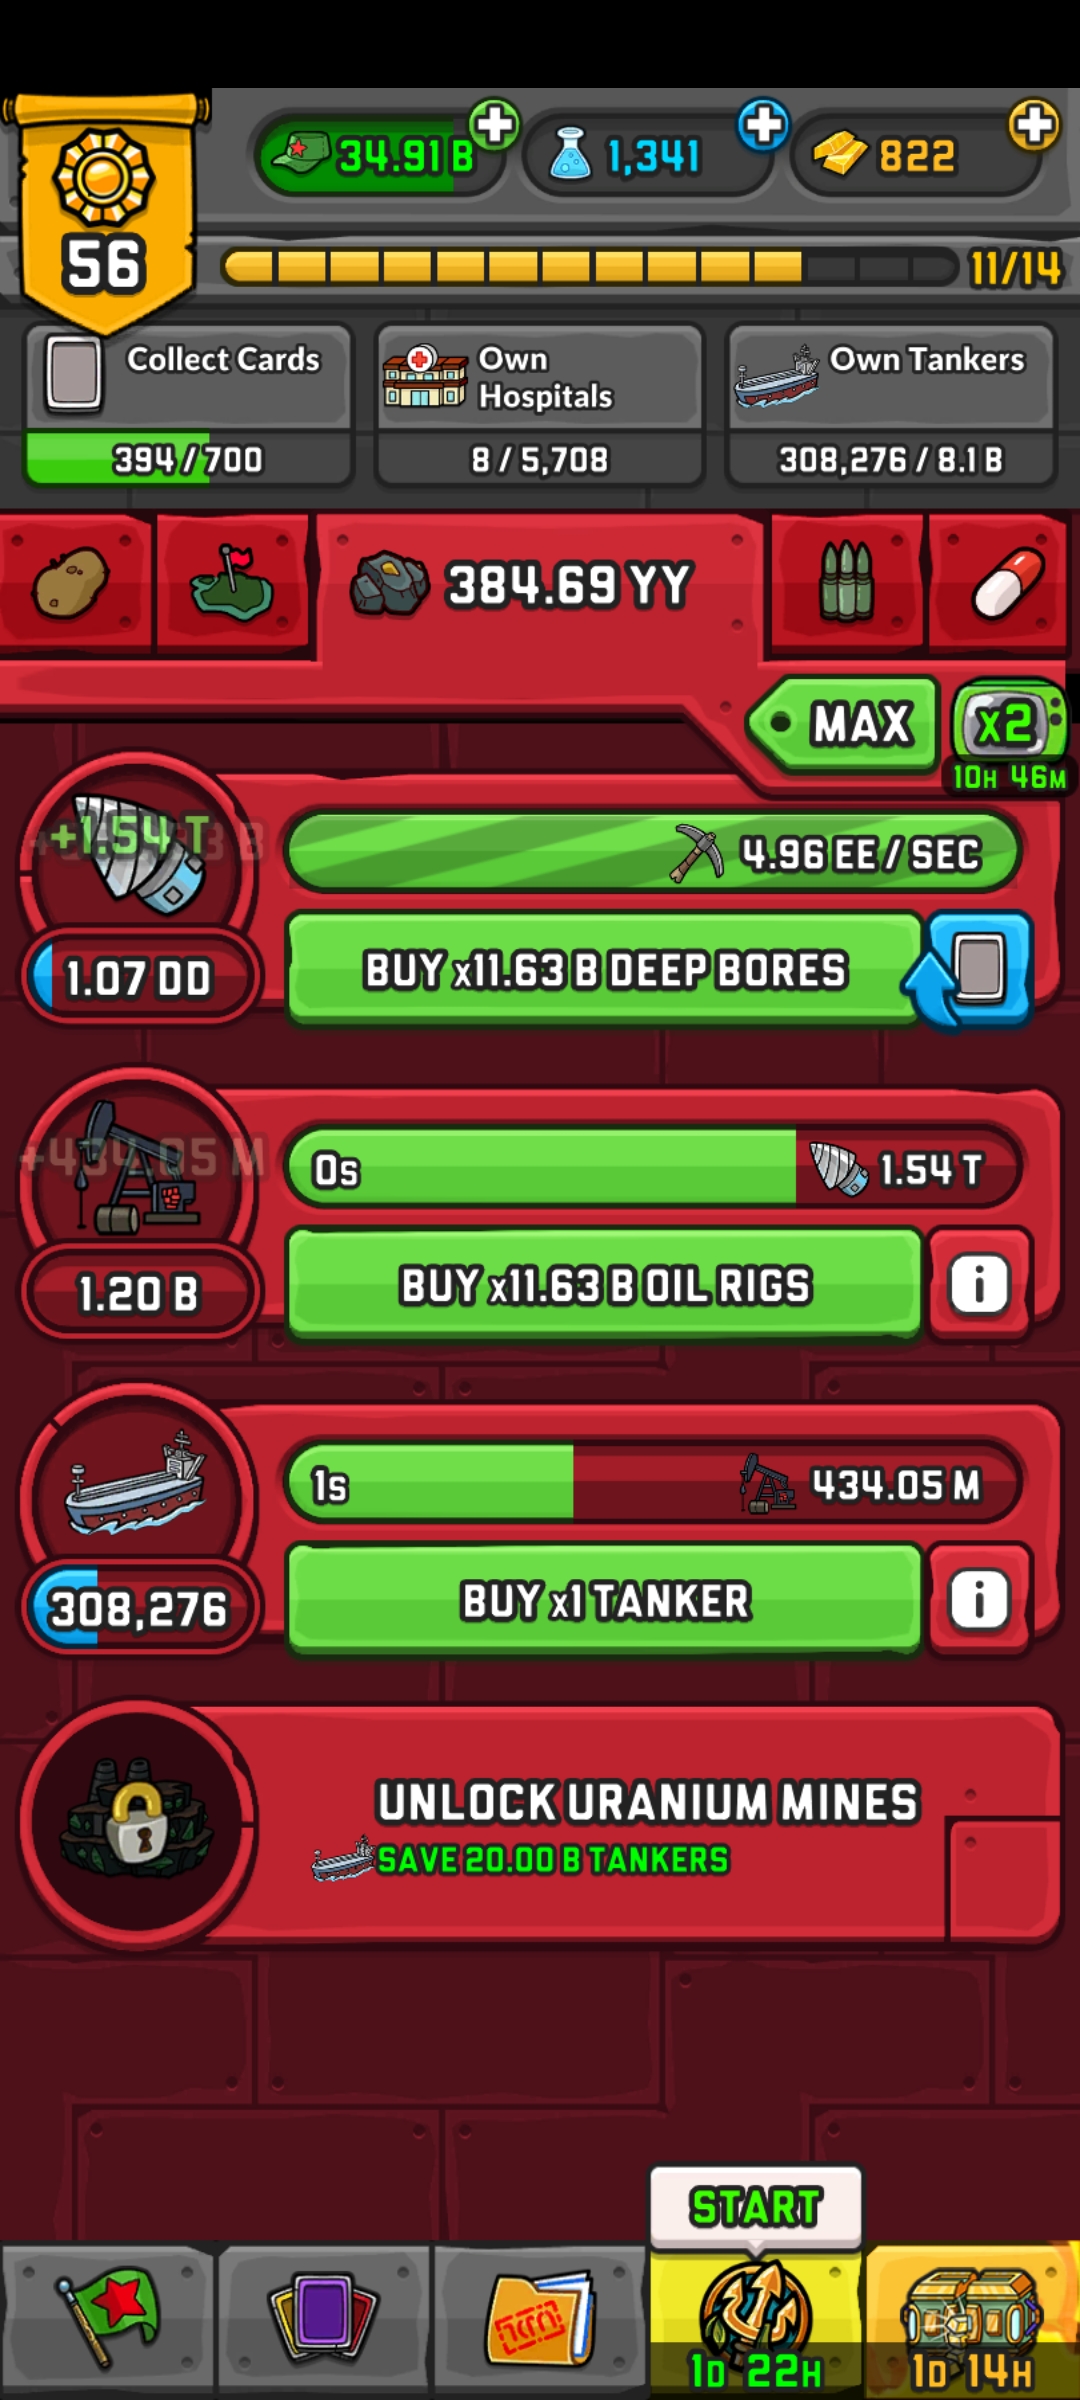 34.91 B
1,341
822
56
11/14
Collect Cards
394 / 700
Own
Hospitals
8 / 5,708
Own Tankers
308,276 / 8.1 B
384.69 YY
MAX
x2
10H 46M
+1.54 T
4.96 EE / SEC
1.07 DD
BUY x11.63 B DEEP BORES
+434.05 M
0s
1.54 T
1.20 B
BUY x11.63 B OIL RIGS
i
1s
434.05 M
308,276
BUY x1 TANKER
i
UNLOCK URANIUM MINES
SAVE 20.00 B TANKERS
START
1D 22H
1D 14H